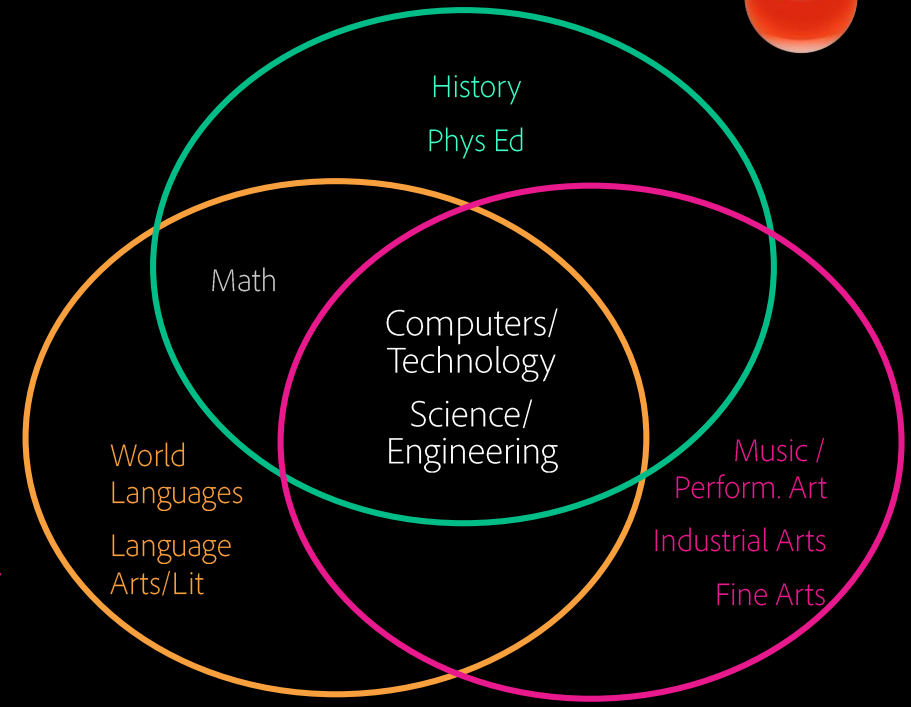 History
Phys Ed
Math
Computers/
Technology
Science/
Engineering
World
Languages
Language
Arts/Lit
Music /
Perform. Art
Industrial Arts
Fine Arts